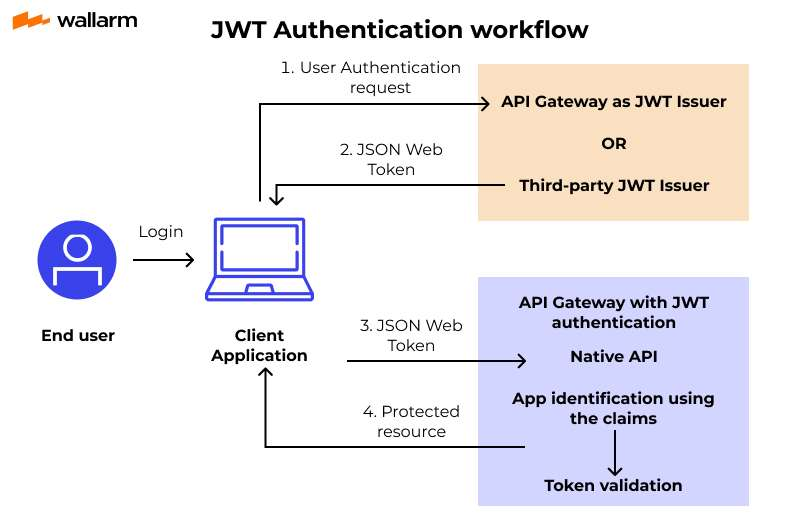 wallarm
JWT Authentication workflow
1. User Authentication
request
API Gateway as JWT Issuer
OR
2. JSON Web
Token
Third-party JWT Issuer
Login
End user
Client
Application
3. JSON Web
Token
API Gateway with JWT
authentication
Native API
App identification using
the claims
4. Protected
resource
Token validation